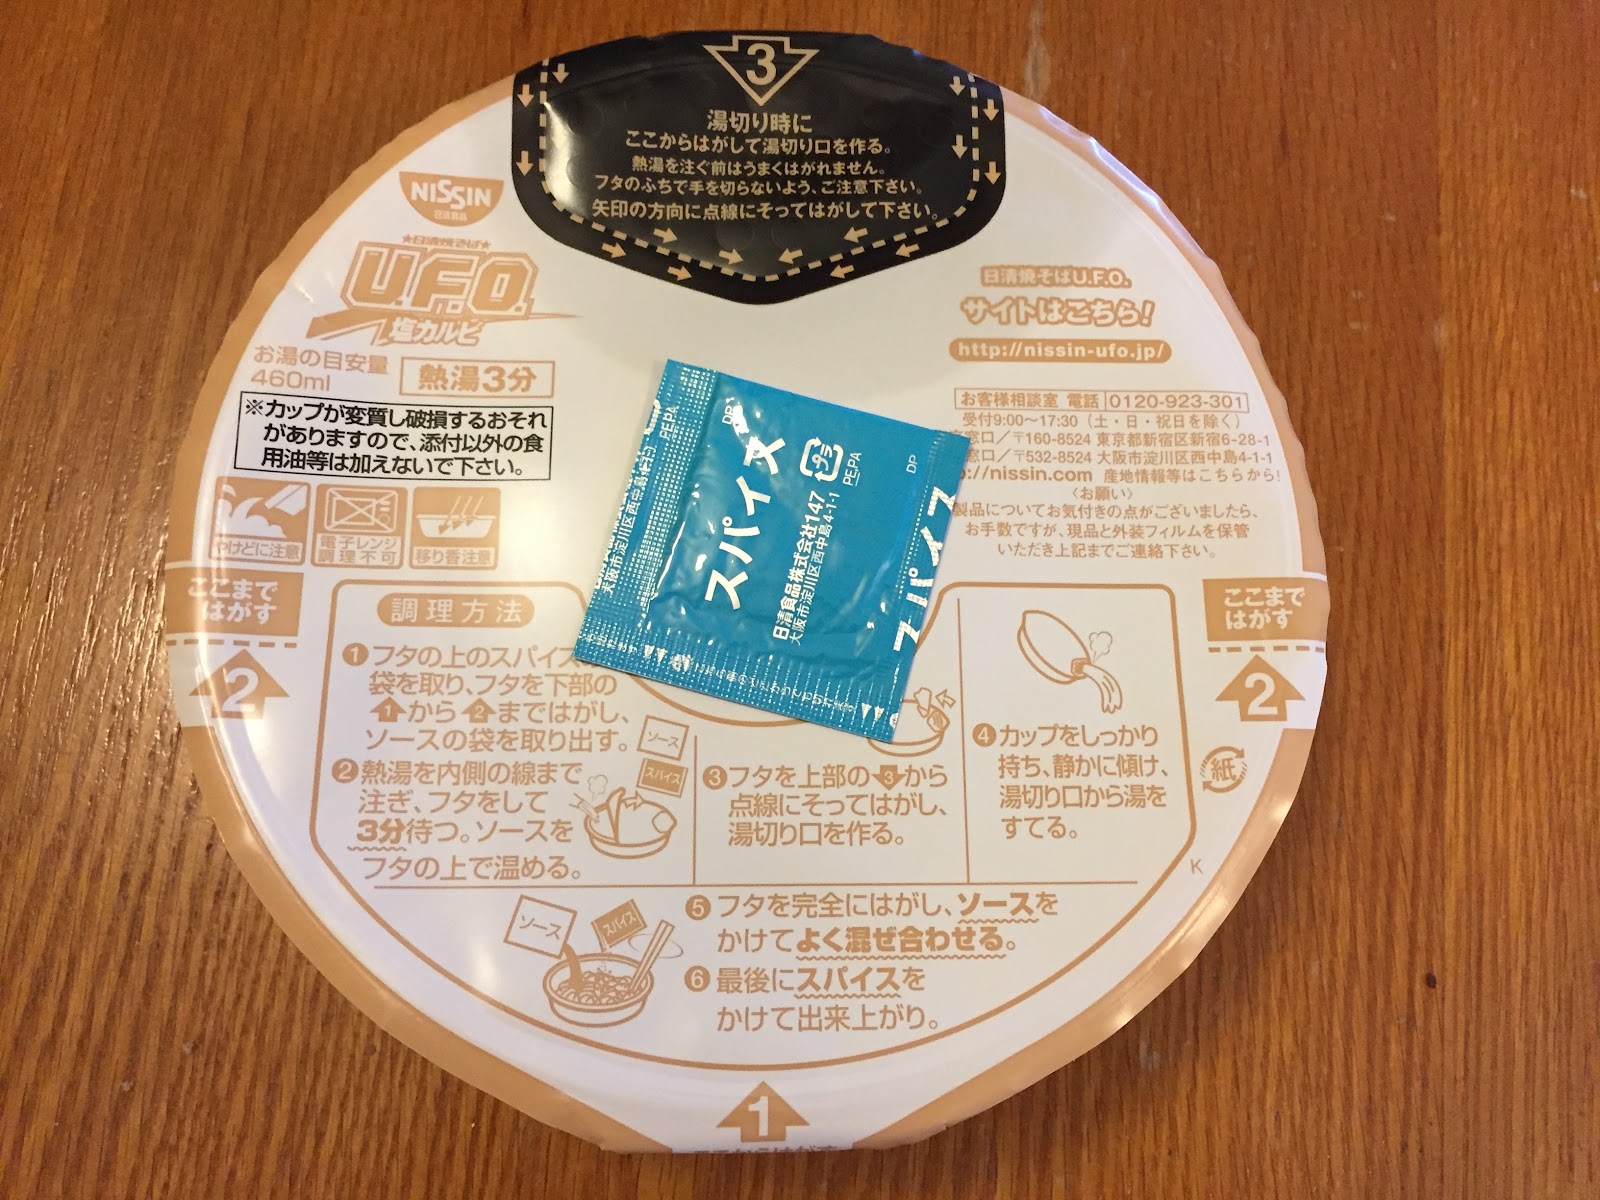 3
湯切り時に
ここからはがして湯切り口を作る。
熱湯を注ぐ前はうまくはがれません。
フタのふちで手を切らないよう、ご注意下さい。
矢印の方向に点線にそってはがして下さい。
NISSIN
日清食品
★日清焼そば★
U.F.O.
塩カルビ
お湯の目安量
460ml
熱湯3分
※カップが変質し破損するおそれ
がありますので、添付以外の食
用油等は加えないで下さい。
やけどに注意
電子レンジ
調理不可
移り香注意
日清焼そばU.F.O.
サイトはこちら!
http://nissin-ufo.jp/
お客様相談室 電話 0120-923-301
受付9:00～17:30(土・日・祝日を除く)
窓口/〒160-8524 東京都新宿区新宿6-28-1
窓口/〒532-8524 大阪市淀川区西中島4-1-1
://nissin.com 産地情報等はこちらから!
〈お願い〉
製品についてお気付きの点がございましたら、
お手数ですが、現品と外装フィルムを保管
いただき上記までご連絡下さい。
スパイス
プラ
PE,PA
DP
日清食品株式会社147
大阪市淀川区西中島4-1-1
PE,PA
DP
大阪市淀川区西中島
スパイス
ここまで
はがす
2
ここまで
はがす
2
調理方法
1 フタの上のスパイス
袋を取り、フタを下部の
1から2まではがし、
ソースの袋を取り出す。
2 熱湯を内側の線まで
注ぎ、フタをして
3分待つ。ソースを
フタの上で温める。
ソース
スパイス
3 フタを上部の3から
点線にそってはがし、
湯切り口を作る。
4 カップをしっかり
持ち、静かに傾け、
湯切り口から湯を
すてる。
紙
K
ソース
スパイス
5 フタを完全にはがし、ソースを
かけてよく混ぜ合わせる。
6 最後にスパイスを
かけて出来上がり。
1